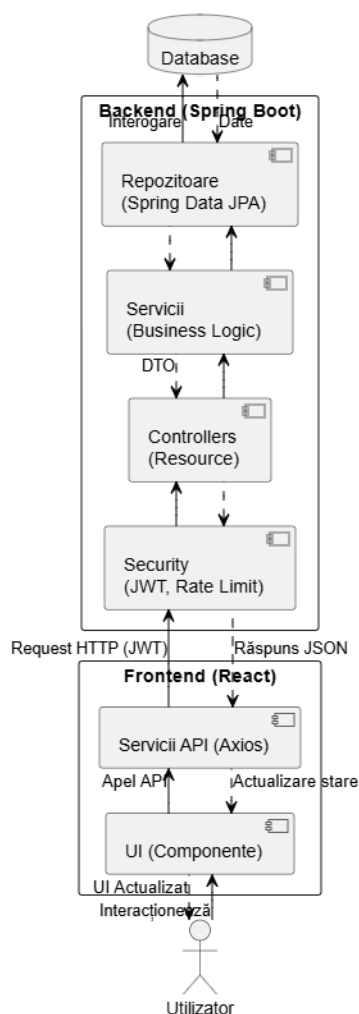 Database
Backend (Spring Boot)
Interogare
Date
Repozitoare
(Spring Data JPA)
Servicii
(Business Logic)
DTO
Controllers
(Resource)
Security
(JWT, Rate Limit)
Request HTTP (JWT)
Răspuns JSON
Frontend (React)
Servicii API (Axios)
Apel API
Actualizare stare
UI (Componente)
UI Actualizat
Interacționează
Utilizator